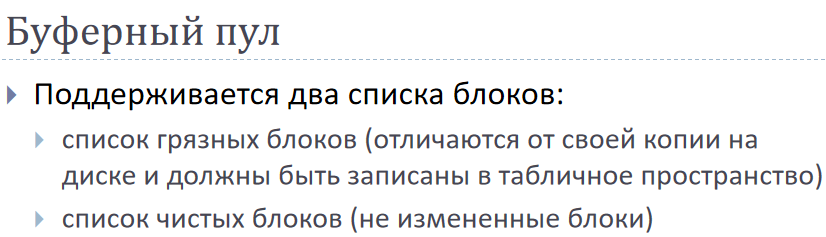 Буферный пул
Поддерживается два списка блоков:
список грязных блоков (отличаются от своей копии на
диске и должны быть записаны в табличное пространство)
список чистых блоков (не измененные блоки)